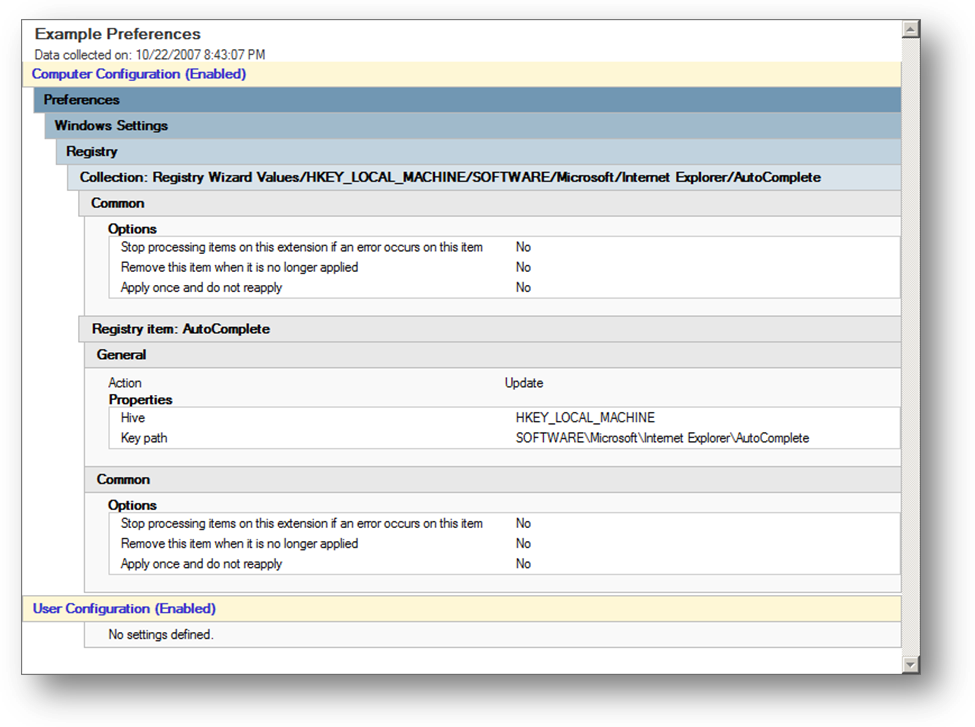 Example Preferences
Data collected on: 10/22/2007 8:43:07 PM
Computer Configuration (Enabled)
Preferences
Windows Settings
Registry
Collection: Registry Wizard Values/HKEY_LOCAL_MACHINE/SOFTWARE/Microsoft/Internet Explorer/AutoComplete
Common
Options
Stop processing items on this extension if an error occurs on this item No
Remove this item when it is no longer applied No
Apply once and do not reapply No
Registry item: AutoComplete
General
Action Update
Properties
Hive HKEY_LOCAL_MACHINE
Key path SOFTWARE\Microsoft\Internet Explorer\AutoComplete
Common
Options
Stop processing items on this extension if an error occurs on this item No
Remove this item when it is no longer applied No
Apply once and do not reapply No
User Configuration (Enabled)
No settings defined.